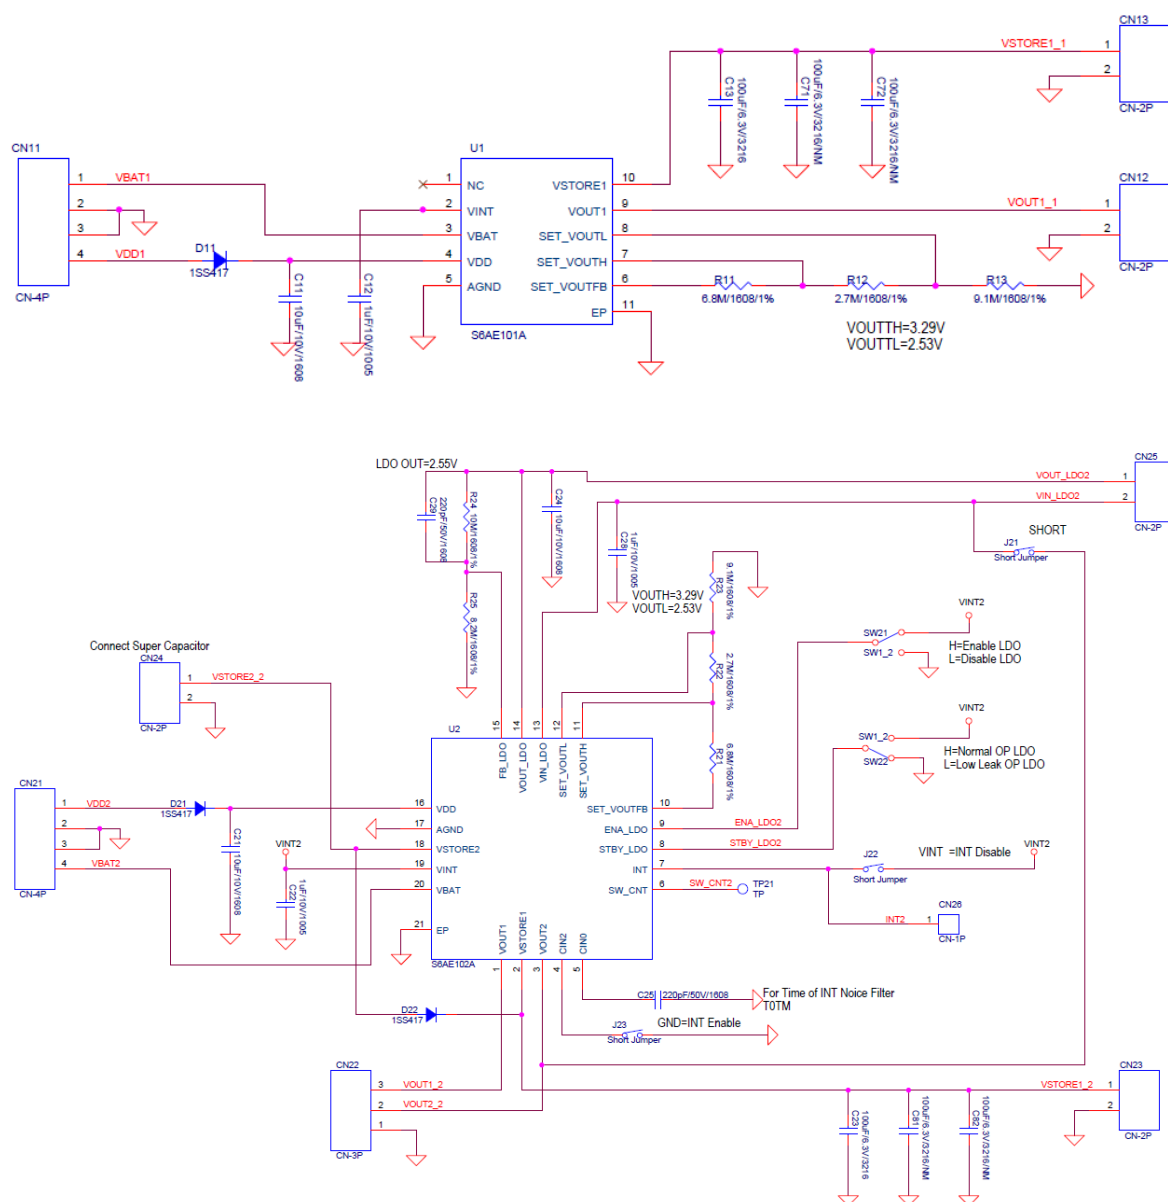 CN13
VSTORE1_1
1
2
CN-2P
C13
100uF/6.3V/3216
C71
100uF/6.3V/3216/NM
C72
100uF/6.3V/3216/NM
CN11
1
2
3
4
CN-4P
VBAT1
VDD1
D11
1SS417
C11
10uF/10V/1608
C12
1uF/10V/1005
U1
1
NC
2
VINT
3
VBAT
4
VDD
5
AGND
VSTORE1
10
VOUT1
9
SET_VOUTL
8
SET_VOUTH
7
SET_VOUTFB
6
EP
11
S6AE101A
CN12
VOUT1_1
1
2
CN-2P
R11
6.8M/1608/1%
R12
2.7M/1608/1%
R13
9.1M/1608/1%
VOUTTH=3.29V
VOUTTL=2.53V
LDO OUT=2.55V
C29
220pF/50V/1608
R24
10M/1608/1%
C24
10uF/10V/1608
R25
8.2M/1608/1%
C28
1uF/10V/1005
CN25
VOUT_LDO2
1
VIN_LDO2
2
CN-2P
SHORT
J21
Short Jumper
VOUTH=3.29V
VOUTL=2.53V
R23
9.1M/1608/1%
R22
2.7M/1608/1%
R21
6.8M/1608/1%
VINT2
SW21
SW1_2
H=Enable LDO
L=Disable LDO
VINT2
SW1_2
SW22
H=Normal OP LDO
L=Low Leak OP LDO
Connect Super Capacitor
CN24
1
2
CN-2P
VSTORE2_2
CN21
1
2
3
4
CN-4P
VDD2
VBAT2
D21
1SS417
C21
10uF/10V/1608
VINT2
C22
1uF/10V/1005
U2
15
FB_LDO
14
VOUT_LDO
13
VIN_LDO
12
SET_VOUTL
11
SET_VOUTH
16
VDD
17
AGND
18
VSTORE2
19
VINT
20
VBAT
21
EP
SET_VOUTFB
10
ENA_LDO
9
STBY_LDO
8
INT
7
SW_CNT
6
VOUT1
1
VSTORE1
2
VOUT2
3
CIN2
4
CIN0
5
S6AE102A
ENA_LDO2
STBY_LDO2
SW_CNT2
TP21
TP
J22
Short Jumper
VINT =INT Disable
VINT2
CN26
INT2
1
CN-1P
C25
220pF/50V/1608
For Time of INT Noice Filter
T0TM
J23
Short Jumper
GND=INT Enable
D22
1SS417
CN22
3
2
1
CN-3P
VOUT1_2
VOUT2_2
CN23
VSTORE1_2
1
2
CN-2P
C23
100uF/6.3V/3216
C81
100uF/6.3V/3216/NM
C82
100uF/6.3V/3216/NM